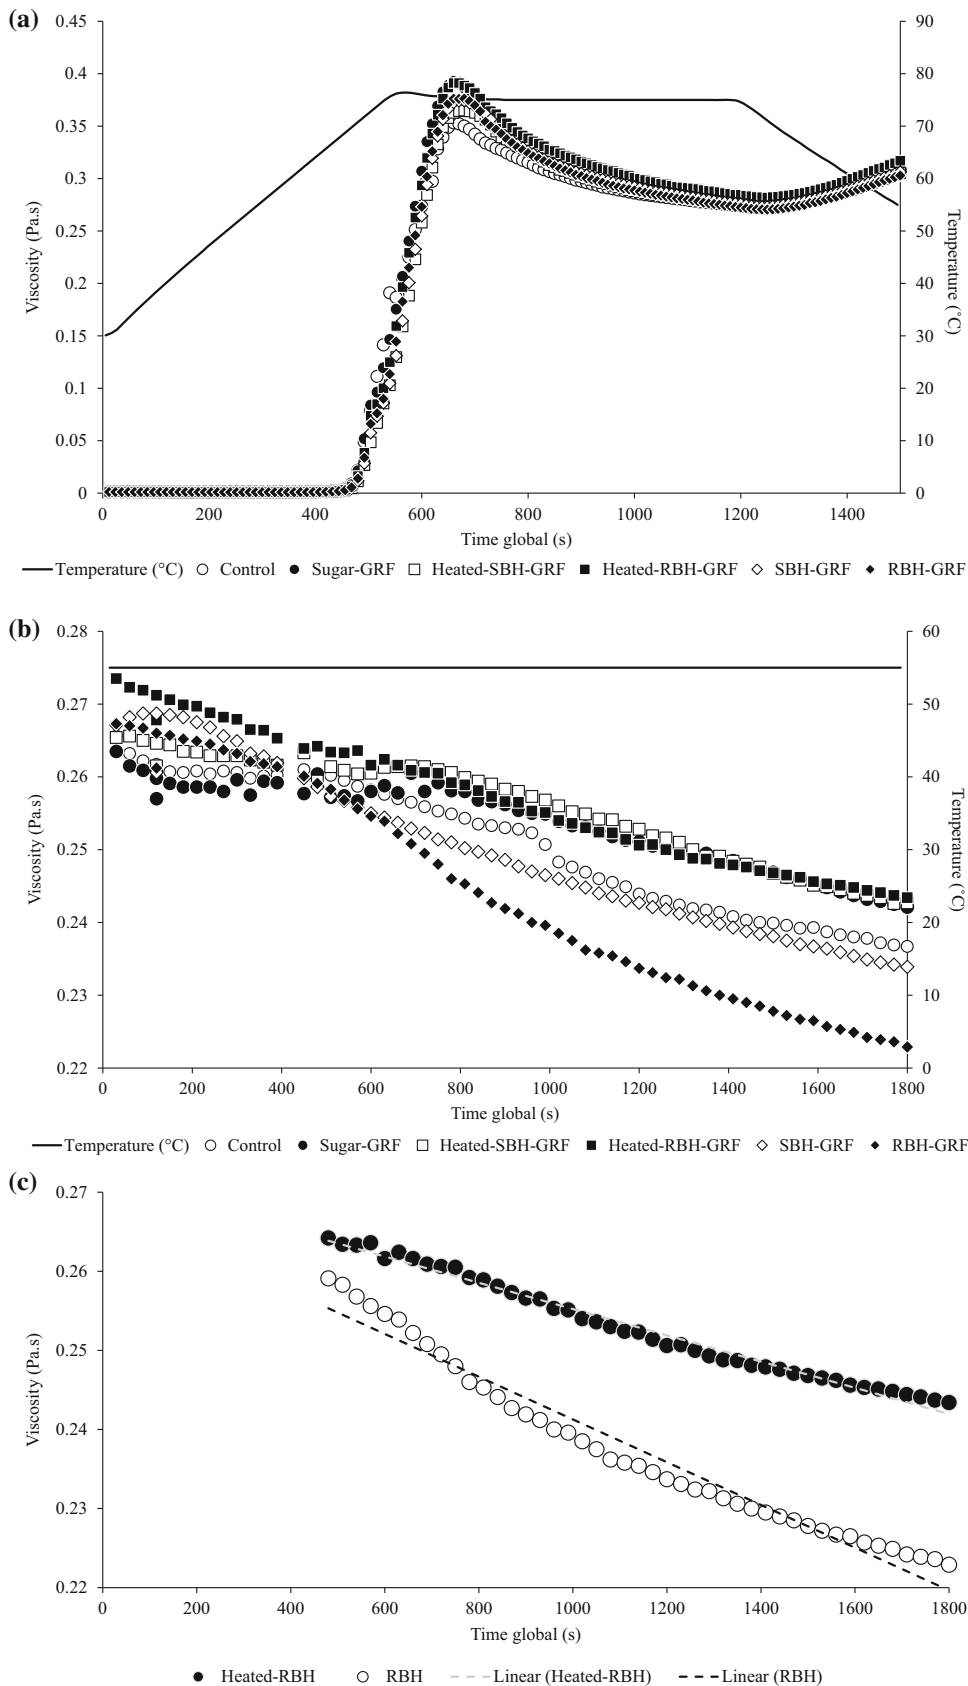 (a)
0.45
0.4
0.35
0.3
0.25
0.2
0.15
0.1
0.05
0
Viscosity (Pa.s)
90
80
70
60
50
40
30
20
10
0
Temperature (˚C)
0 200 400 600 800 1000 1200 1400
Time global (s)
Temperature (°C) Control Sugar-GRF Heated-SBH-GRF Heated-RBH-GRF SBH-GRF RBH-GRF
(b)
0.28
0.27
0.26
0.25
0.24
0.23
0.22
Viscosity (Pa.s)
60
50
40
30
20
10
0
Temperature (˚C)
0 200 400 600 800 1000 1200 1400 1600 1800
Time global (s)
Temperature (°C) Control Sugar-GRF Heated-SBH-GRF Heated-RBH-GRF SBH-GRF RBH-GRF
(c)
0.27
0.26
0.25
0.24
0.23
0.22
Viscosity (Pa.s)
0 200 400 600 800 1000 1200 1400 1600 1800
Time global (s)
Heated-RBH RBH Linear (Heated-RBH) Linear (RBH)